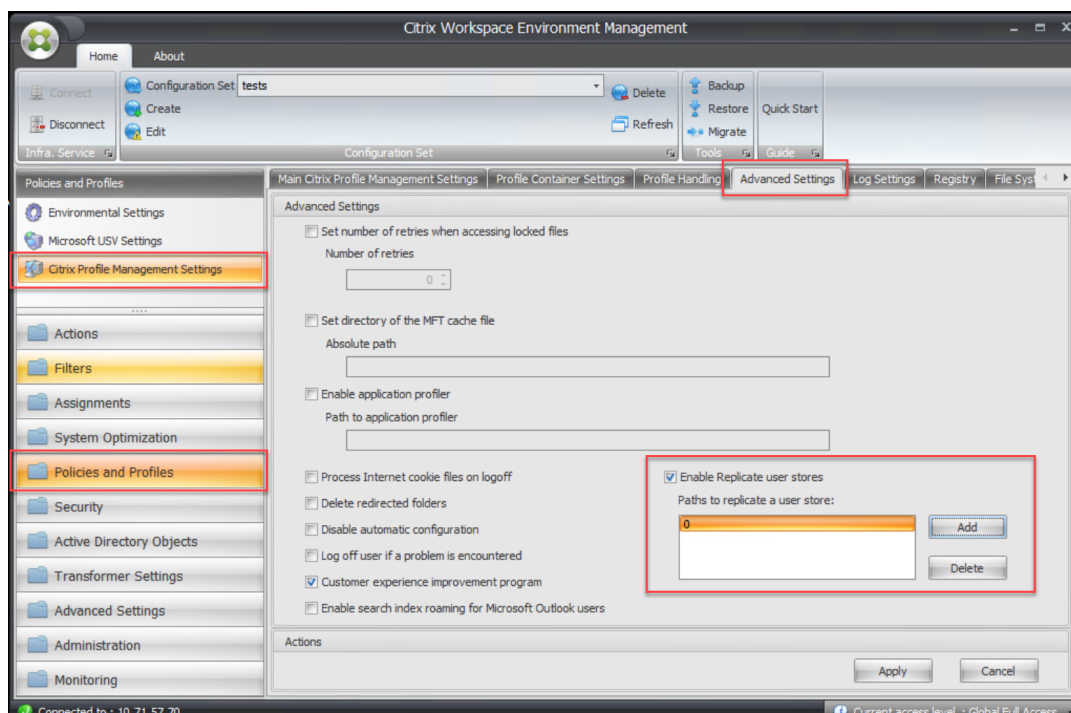 Citrix Workspace Environment Management
Home About
Connect
Disconnect
Infra. Service
Configuration Set tests
Create
Edit
Delete
Refresh
Configuration Set
Backup
Restore
Migrate
Tools
Quick Start
Guide
Policies and Profiles
Environmental Settings
Microsoft USV Settings
Citrix Profile Management Settings
Actions
Filters
Assignments
System Optimization
Policies and Profiles
Security
Active Directory Objects
Transformer Settings
Advanced Settings
Administration
Monitoring
Main Citrix Profile Management Settings Profile Container Settings Profile Handling Advanced Settings Log Settings Registry File Syst
Advanced Settings
Set number of retries when accessing locked files
Number of retries
0
Set directory of the MFT cache file
Absolute path
Enable application profiler
Path to application profiler
Process Internet cookie files on logoff
Delete redirected folders
Disable automatic configuration
Log off user if a problem is encountered
Customer experience improvement program
Enable search index roaming for Microsoft Outlook users
Enable Replicate user stores
Paths to replicate a user store:
0
Add
Delete
Actions
Apply Cancel
Connected to : 10.71.57.70
Current access level : Global Full Access